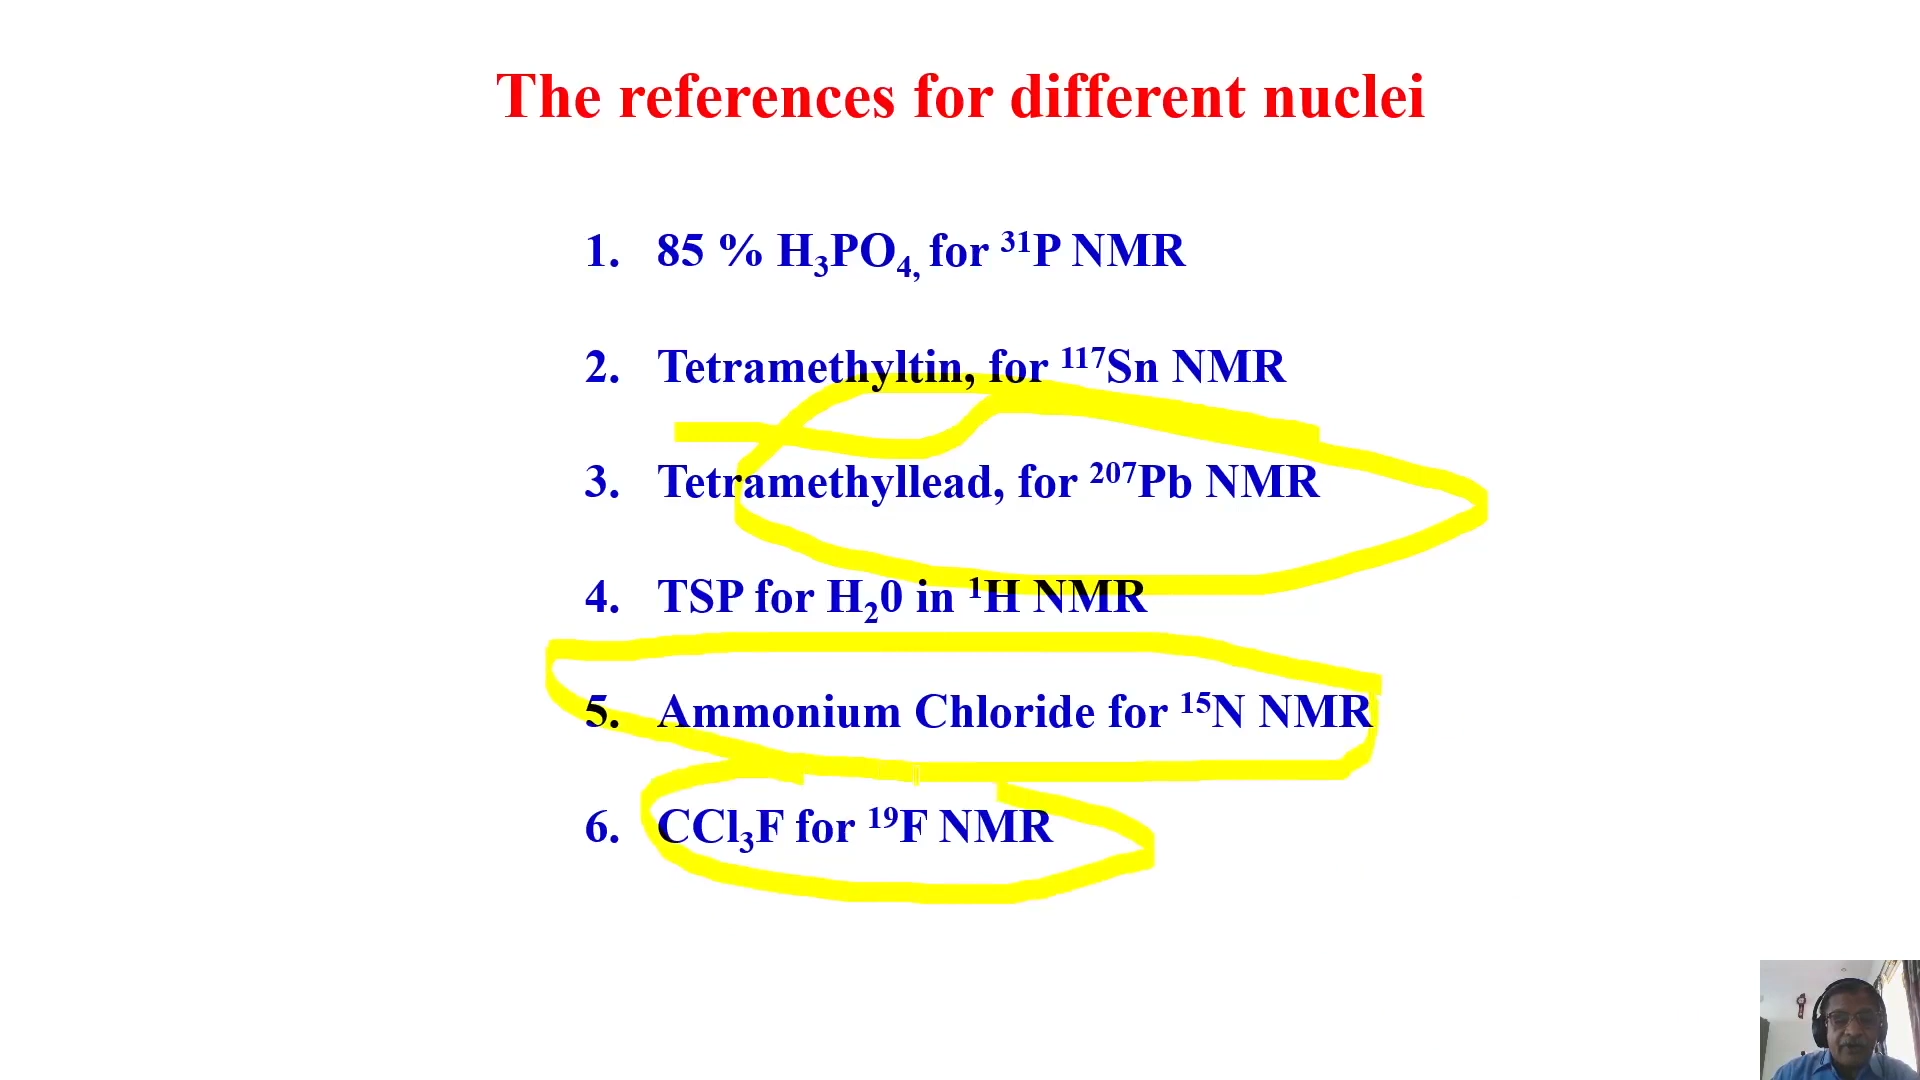 The references for different nuclei
1. 85 % H₃PO₄, for ³¹P NMR
2. Tetramethyltin, for ¹¹⁷Sn NMR
3. Tetramethyllead, for ²⁰⁷Pb NMR
4. TSP for H₂0 in ¹H NMR
5. Ammonium Chloride for ¹⁵N NMR
6. CCl₃F for ¹⁹F NMR